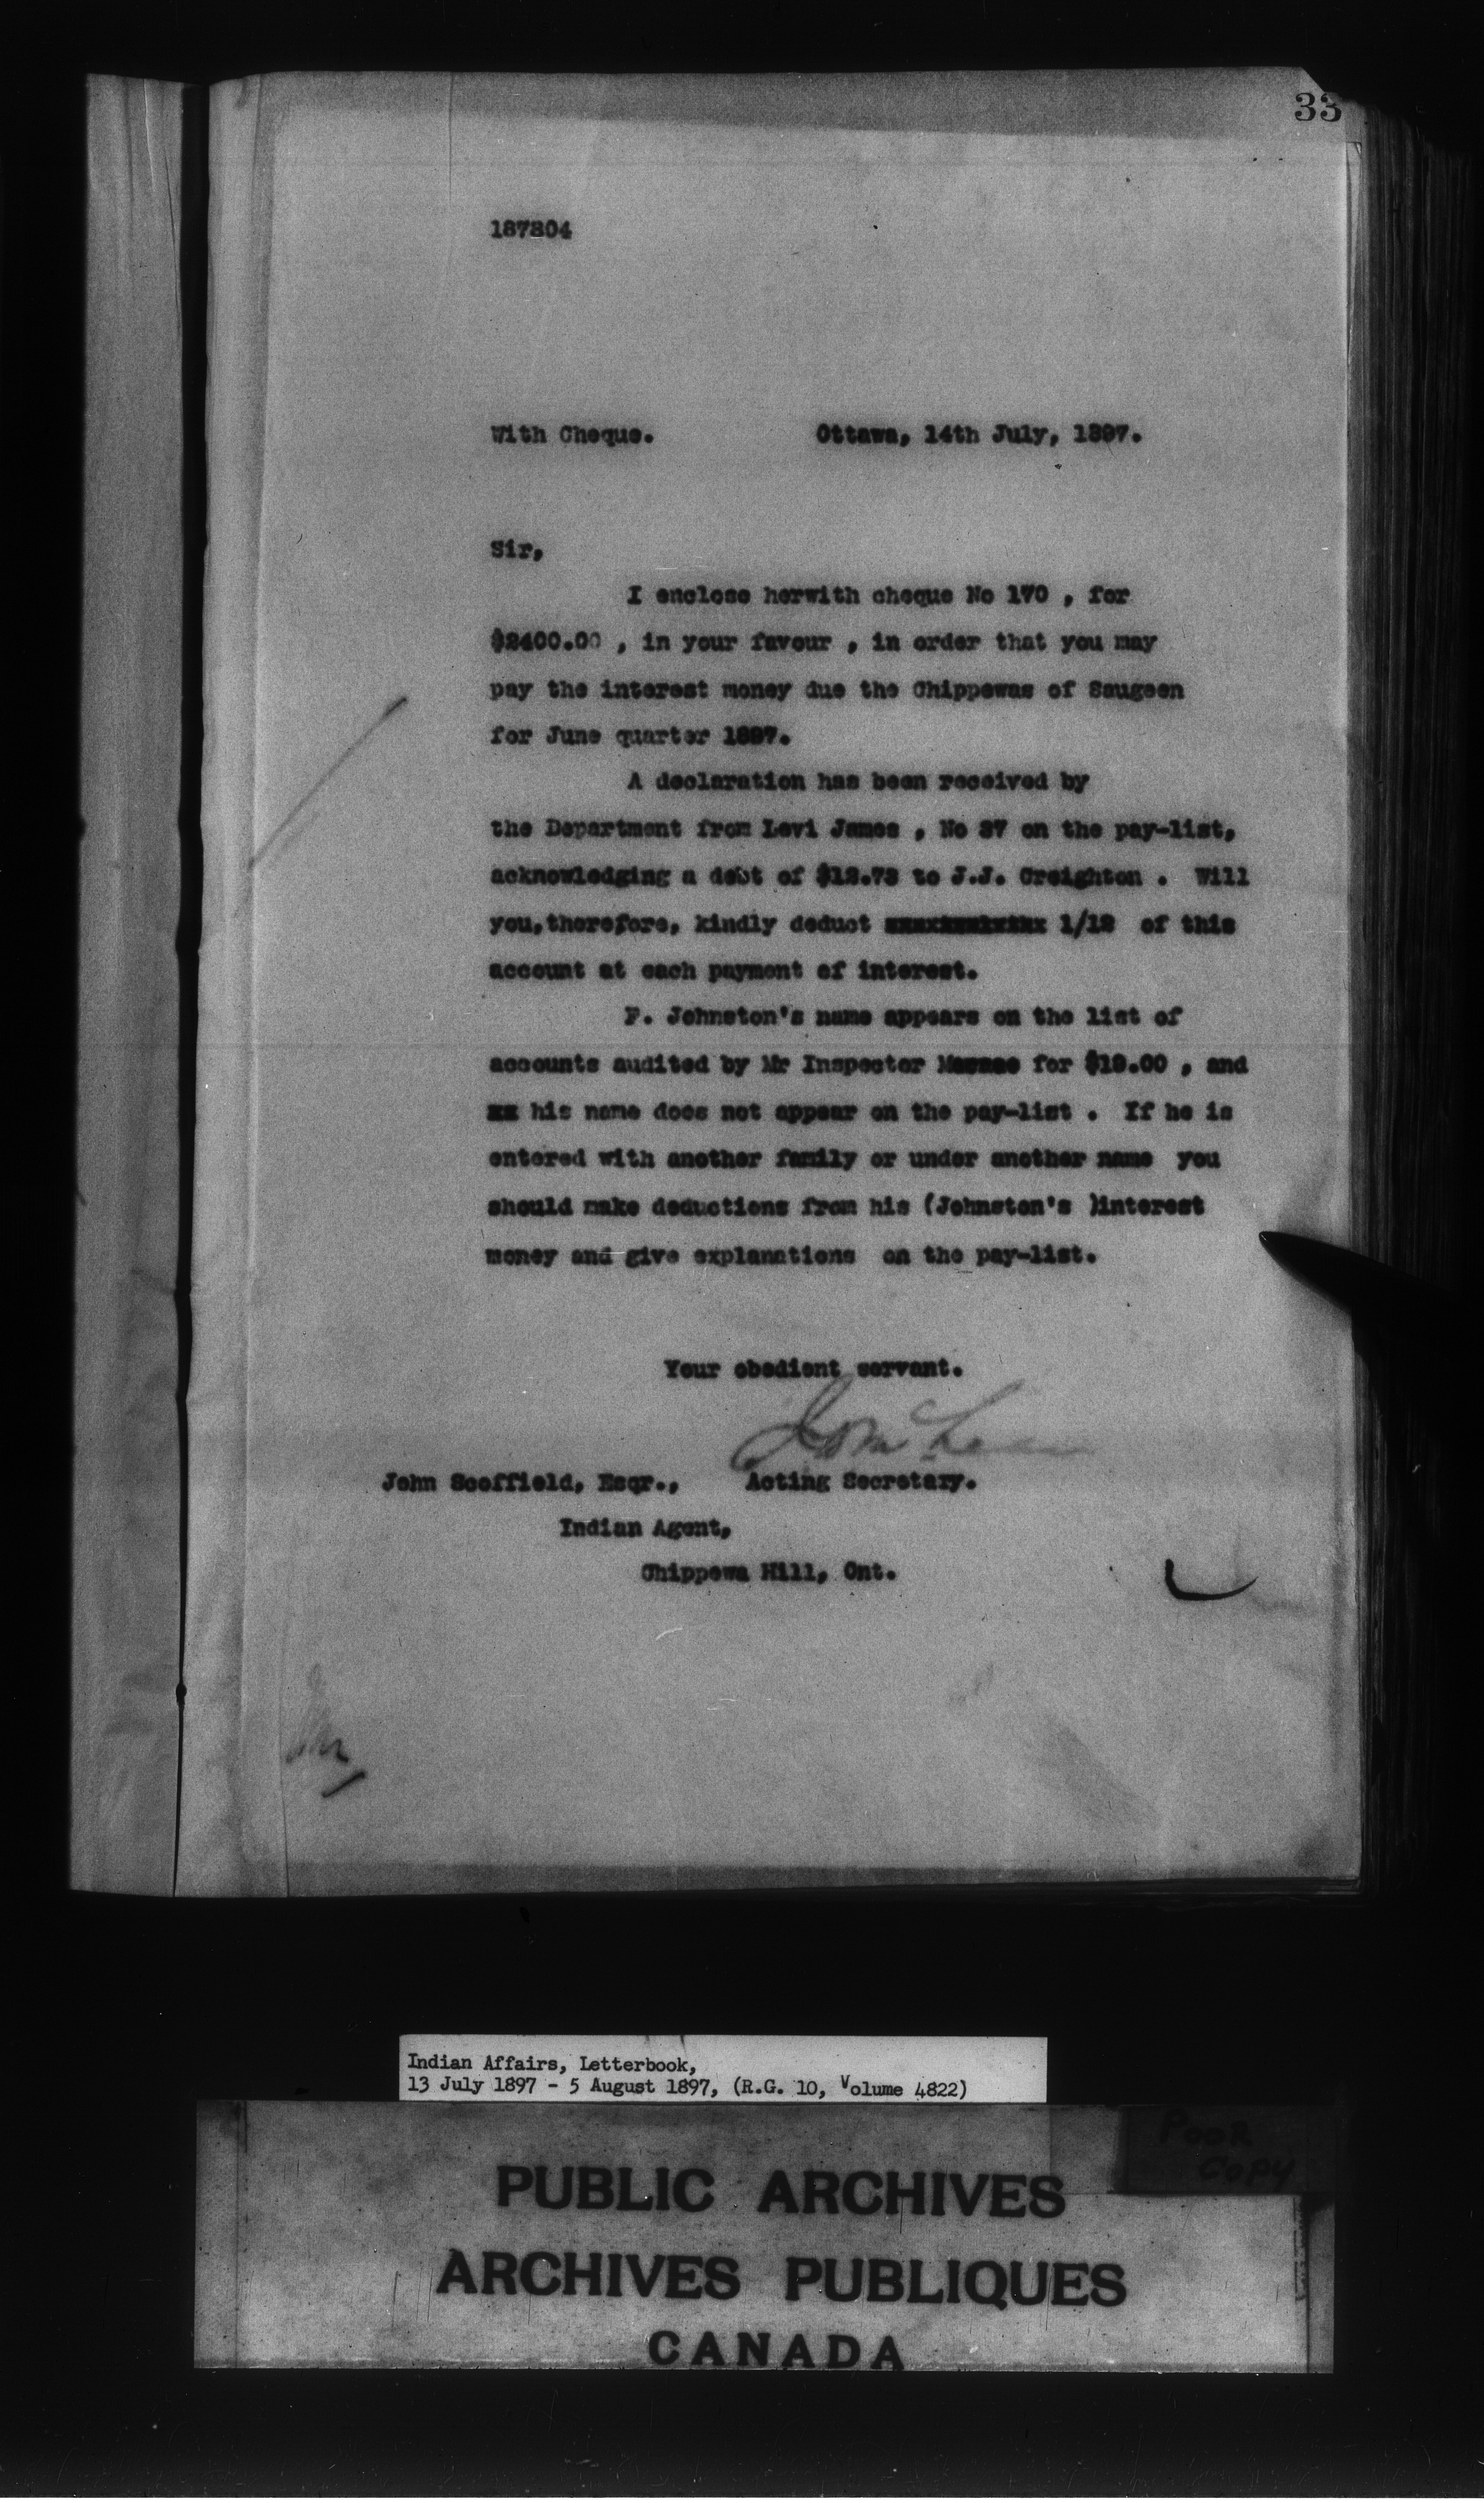 33
187804
With Cheque. Ottawa, 14th July, 1897.
Sir,
I enclose herwith cheque No 170 , for
$2400.00 , in your favour , in order that you may
pay the interest money due the Chippewas of Saugeen
for June quarter 1897.
A declaration has been received by
the Department from Levi James , No 37 on the pay-list,
acknowledging a debt of $12.73 to J.J. Creighton . Will
you,therefore, kindly deduct 1/12 of this
account at each payment of interest.
F. Johnston's name appears on the list of
accounts audited by Mr Inspector for $19.00 , and
xx his name does not appear on the pay-list . If he is
entered with another family or under another name you
should make deductions from his (Johnston's )interest
money and give explanations on the pay-list.
Your obedient servant.
John Scoffield, Esqr., Acting Secretary.
Indian Agent,
Chippewa Hill, Ont.
Indian Affairs, Letterbook,
13 July 1897 - 5 August 1897, (R.G. 10, Volume 4822)
POOR
COPY
PUBLIC ARCHIVES
ARCHIVES PUBLIQUES
CANADA